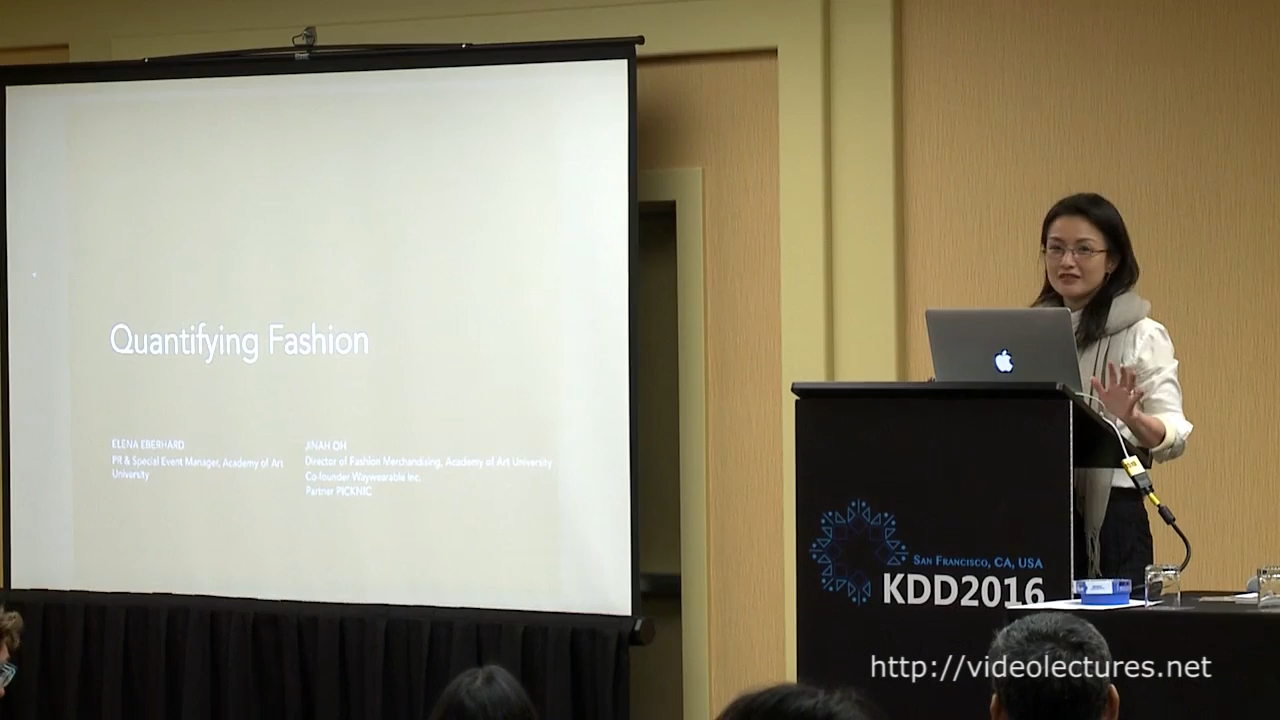 Quantifying Fashion
ELENA EBERHARD
PR & Special Event Manager, Academy of Art
University
JINAH OH
Director of Fashion Merchandising, Academy of Art University
Co-founder Waywearable Inc.
Partner PICKNIC
SAN FRANCISCO, CA, USA
KDD2016
http://videolectures.net